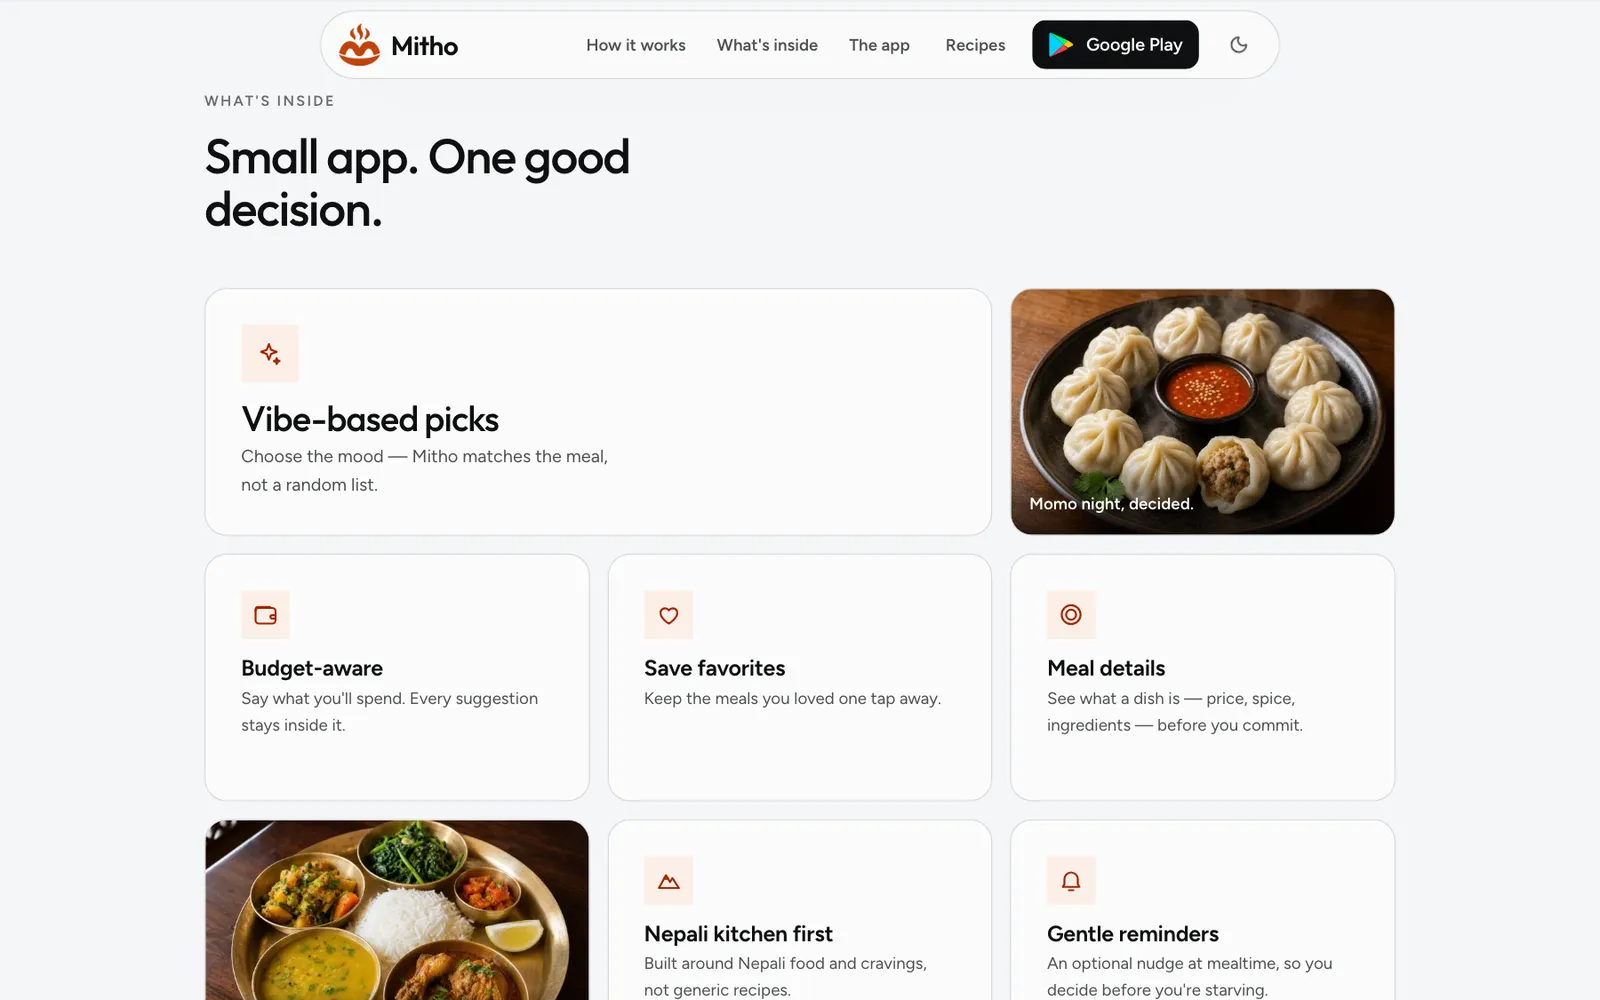 Mitho
How it works
What's inside
The app
Recipes
Google Play
WHAT'S INSIDE
Small app. One good
decision.
Vibe-based picks
Choose the mood — Mitho matches the meal,
not a random list.
Momo night, decided.
Budget-aware
Say what you'll spend. Every suggestion
stays inside it.
Save favorites
Keep the meals you loved one tap away.
Meal details
See what a dish is — price, spice,
ingredients — before you commit.
Nepali kitchen first
Built around Nepali food and cravings,
not generic recipes.
Gentle reminders
An optional nudge at mealtime, so you
decide before you're starving.